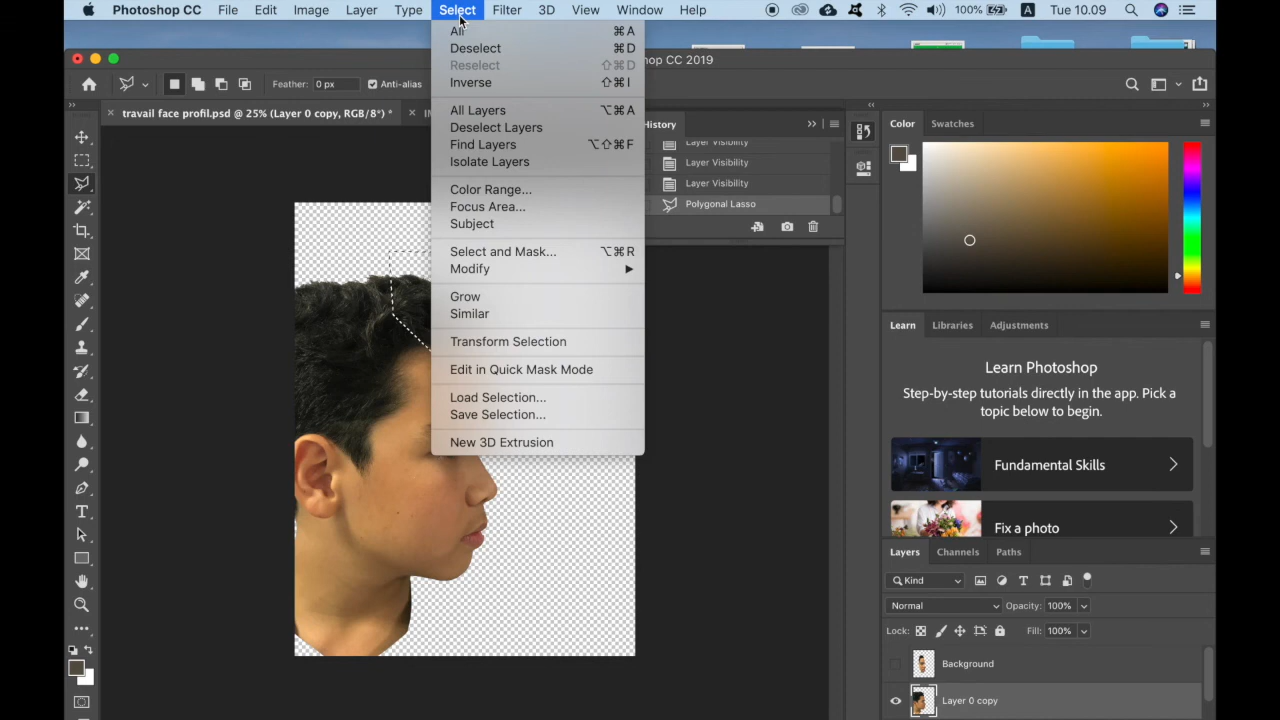 Photoshop CC File Edit Image Layer Type Select Filter 3D View Window Help 100% A Tue 10.09
shop CC 2019
Feather: 0 px Anti-alias
travail face profil.psd @ 25% (Layer 0 copy, RGB/8*) *
All ⌘A
Deselect ⌘D
Reselect ⇧⌘D
Inverse ⇧⌘I
All Layers ⌥⌘A
Deselect Layers
Find Layers ⌥⇧⌘F
Isolate Layers
Color Range...
Focus Area...
Subject
Select and Mask... ⌥⌘R
Modify
Grow
Similar
Transform Selection
Edit in Quick Mask Mode
Load Selection...
Save Selection...
New 3D Extrusion
History
Layer Visibility
Layer Visibility
Layer Visibility
Polygonal Lasso
Color Swatches
Learn Libraries Adjustments
Learn Photoshop
Step-by-step tutorials directly in the app. Pick a
topic below to begin.
Fundamental Skills
Fix a photo
Layers Channels Paths
Kind
Normal Opacity: 100%
Lock: Fill: 100%
Background
Layer 0 copy